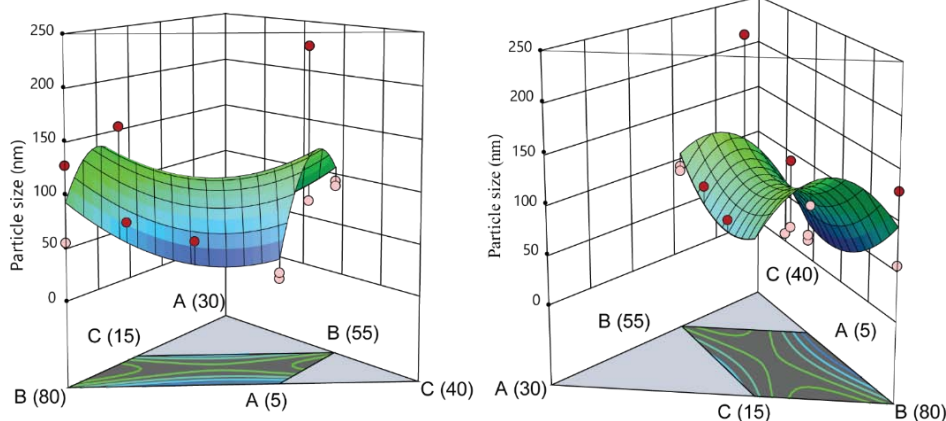 250
200
150
100
50
0
Particle size (nm)
A (30)
C (15)
B (55)
B (80)
A (5)
C (40)
250
200
150
100
50
0
Particle size (nm)
C (40)
B (55)
A (5)
A (30)
C (15)
B (80)